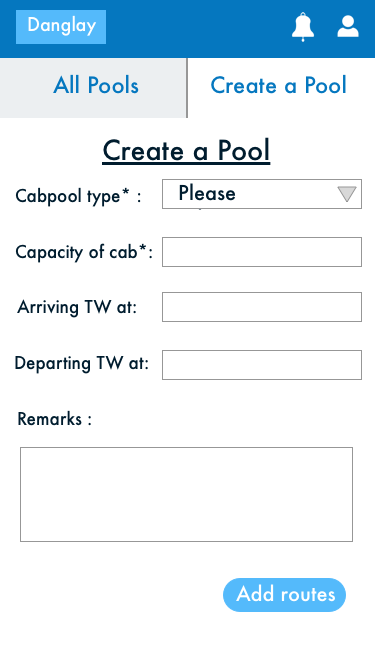 Danglay
All Pools
Create a Pool
Create a Pool
Cabpool type* :
Please
Capacity of cab*:
Arriving TW at:
Departing TW at:
Remarks :
Add routes